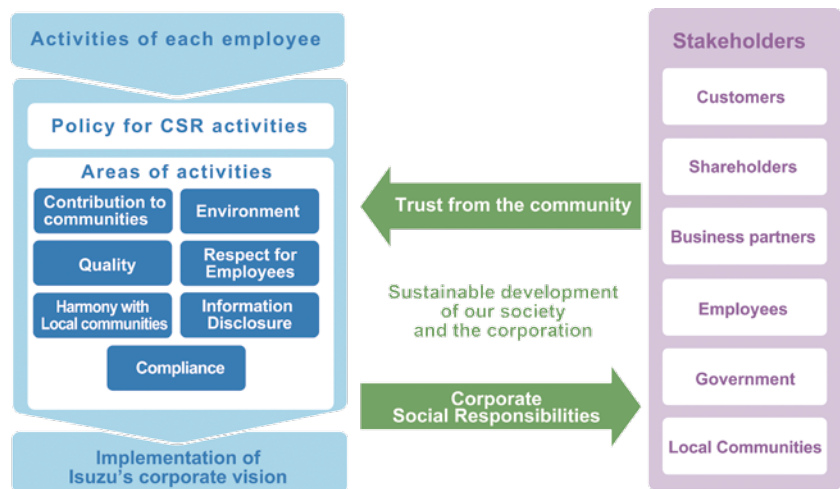 Activities of each employee
Policy for CSR activities
Areas of activities
Contribution to
communities
Environment
Quality
Respect for
Employees
Harmony with
Local communities
Information
Disclosure
Compliance
Implementation of
Isuzu's corporate vision
Trust from the community
Sustainable development
of our society
and the corporation
Corporate
Social Responsibilities
Stakeholders
Customers
Shareholders
Business partners
Employees
Government
Local Communities